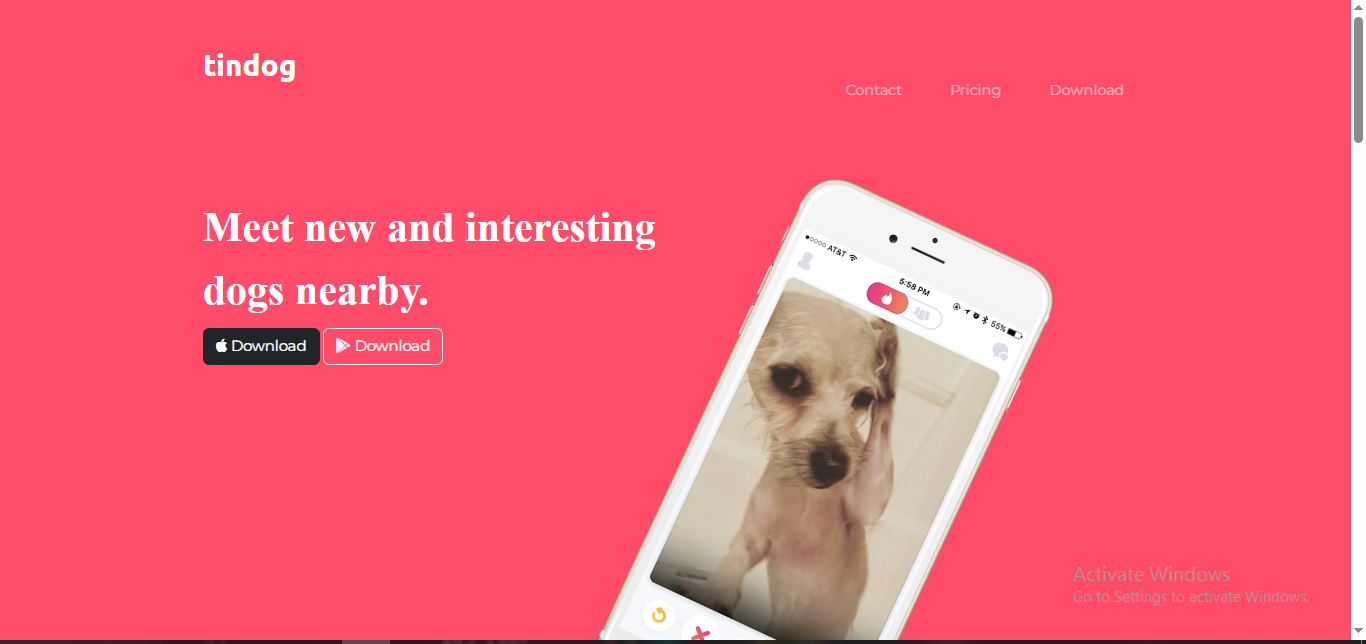 tindog
Contact Pricing Download
Meet new and interesting
dogs nearby.
Download Download
AT&T
5:58 PM
55%
Activate Windows
Go to Settings to activate Windows.